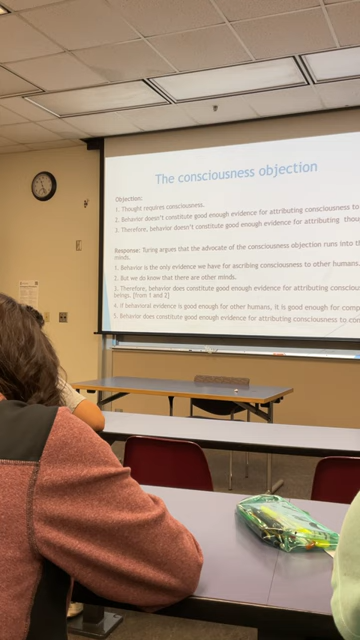 The consciousness objection
Objection:
1. Thought requires consciousness.
2. Behavior doesn't constitute good enough evidence for attributing consciousness to
3. Therefore, behavior doesn't constitute good enough evidence for attributing
Response: Turing argues that the advocate of the consciousness objection runs into
minds.
1. Behavior is the only evidence we have for ascribing consciousness to other humans.
2. But we do know that there are other minds.
3. Therefore, behavior does constitute good enough evidence for attributing
beings. [from 1 and 2]
4. If behavior is good enough for other humans, it is good enough for
5. Behavior does constitute good enough evidence for attributing consciousness to